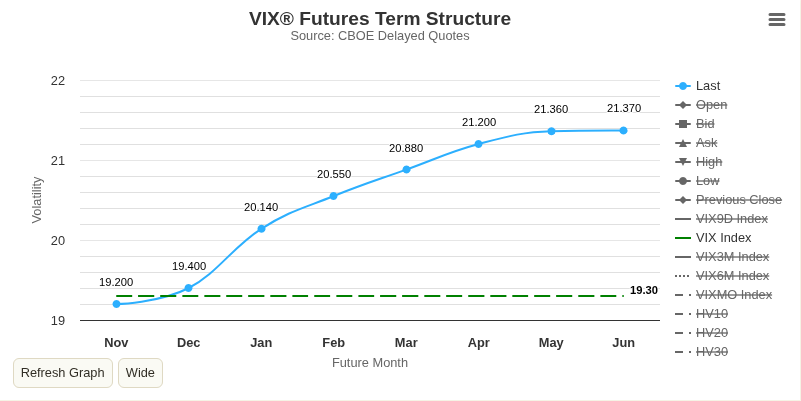 VIX® Futures Term Structure
Source: CBOE Delayed Quotes
22
21
20
19
Volatility
19.200
19.400
20.140
20.550
20.880
21.200
21.360
21.370
19.30
Nov
Dec
Jan
Feb
Mar
Apr
May
Jun
Future Month
Last
Open
Bid
Ask
High
Low
Previous Close
VIX9D Index
VIX Index
VIX3M Index
VIX6M Index
VIXMO Index
HV10
HV20
HV30
Refresh Graph
Wide